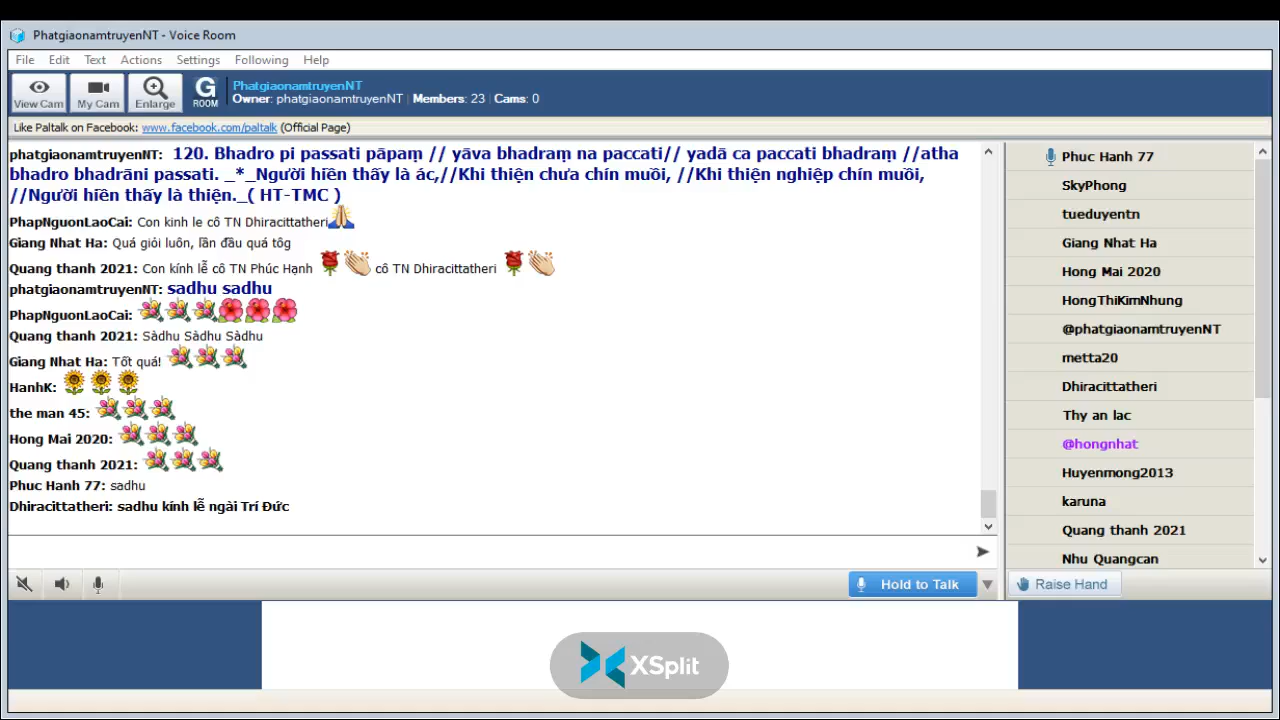 PhatgiaonamtruyenNT - Voice Room
File Edit Text Actions Settings Following Help
View Cam My Cam Enlarge G ROOM
PhatgiaonamtruyenNT
Owner: phatgiaonamtruyenNT | Members: 23 | Cams: 0
Like Paltalk on Facebook: www.facebook.com/paltalk (Official Page)
phatgiaonamtruyenNT: 120. Bhadro pi passati pāpaṃ // yāva bhadraṃ na paccati// yadā ca paccati bhadraṃ //atha
bhadro bhadrāni passati. _*_Người hiền thấy là ác,//Khi thiện chưa chín muồi, //Khi thiện nghiệp chín muồi,
//Người hiền thấy là thiện._( HT-TMC )
PhapNguonLaoCai: Con kinh le cô TN Dhiracittatheri
Giang Nhat Ha: Quá giỏi luôn, lần đầu quá tôg
Quang thanh 2021: Con kính lễ cô TN Phúc Hạnh cô TN Dhiracittatheri
phatgiaonamtruyenNT: sadhu sadhu
PhapNguonLaoCai:
Quang thanh 2021: Sàdhu Sàdhu Sàdhu
Giang Nhat Ha: Tốt quá!
HanhK:
the man 45:
Hong Mai 2020:
Quang thanh 2021:
Phuc Hanh 77: sadhu
Dhiracittatheri: sadhu kính lễ ngài Trí Đức
Hold to Talk
Phuc Hanh 77
SkyPhong
tueduyentn
Giang Nhat Ha
Hong Mai 2020
HongThiKimNhung
@phatgiaonamtruyenNT
metta20
Dhiracittatheri
Thy an lac
@hongnhat
Huyenmong2013
karuna
Quang thanh 2021
Nhu Quangcan
Raise Hand
XSplit